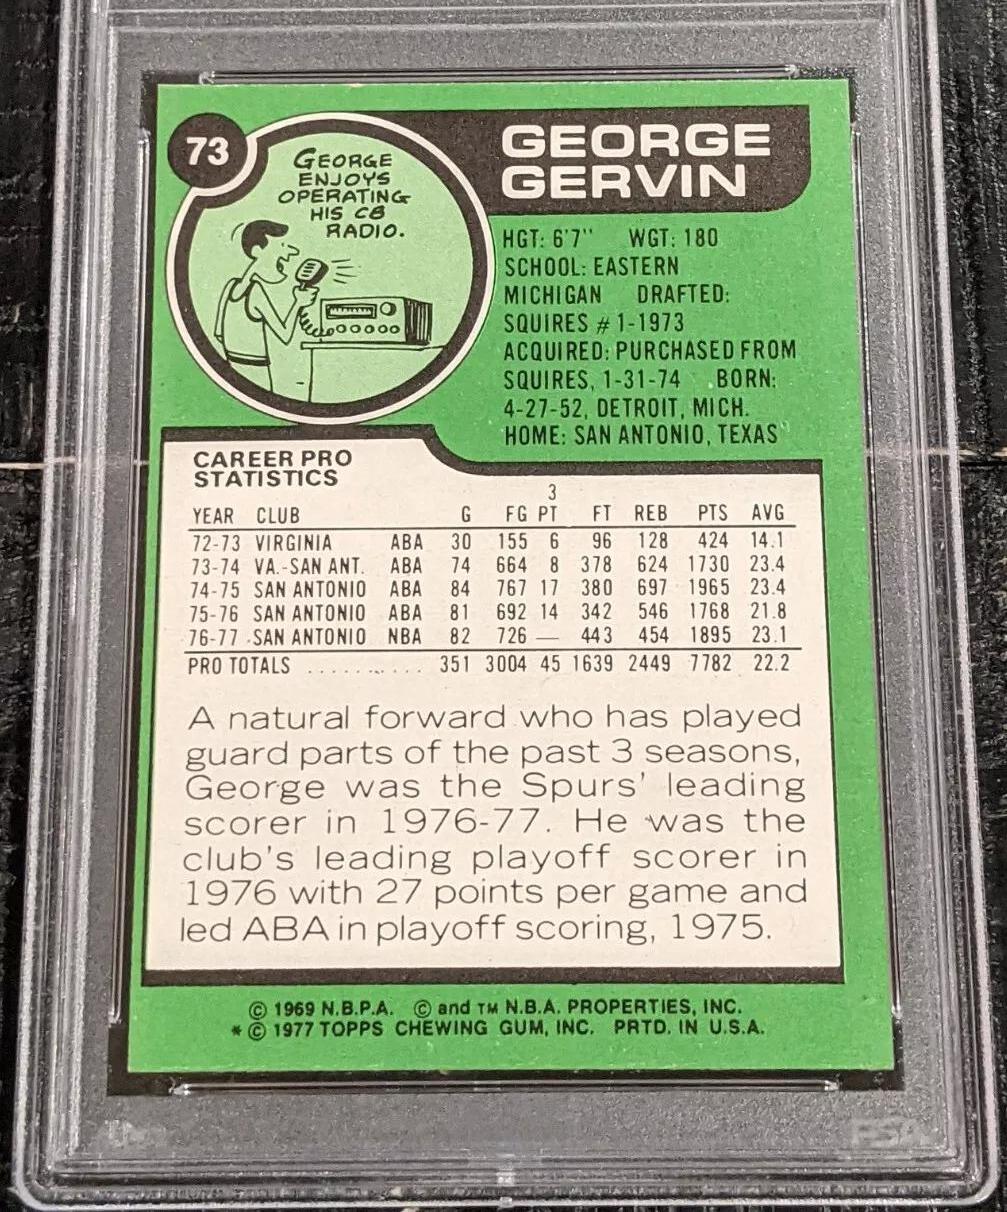 73
GEORGE
ENJOYS
OPERATING
HIS CB
RADIO.
GEORGE
GERVIN
HGT: 6'7" WGT: 180
SCHOOL: EASTERN
MICHIGAN DRAFTED:
SQUIRES #1-1973
ACQUIRED: PURCHASED FROM
SQUIRES, 1-31-74 BORN:
4-27-52, DETROIT, MICH.
HOME: SAN ANTONIO, TEXAS
CAREER PRO
STATISTICS
3
YEAR CLUB G FG PT FT REB PTS AVG
72-73 VIRGINIA ABA 30 155 6 96 128 424 14.1
73-74 VA.-SAN ANT. ABA 74 664 8 378 624 1730 23.4
74-75 SAN ANTONIO ABA 84 767 17 380 697 1965 23.4
75-76 SAN ANTONIO ABA 81 692 14 342 546 1768 21.8
76-77 SAN ANTONIO NBA 82 726 — 443 454 1895 23.1
PRO TOTALS .......... 351 3004 45 1639 2449 7782 22.2
A natural forward who has played
guard parts of the past 3 seasons,
George was the Spurs' leading
scorer in 1976-77. He was the
club's leading playoff scorer in
1976 with 27 points per game and
led ABA in playoff scoring, 1975.
© 1969 N.B.P.A. © and TM N.B.A. PROPERTIES, INC.
* © 1977 TOPPS CHEWING GUM, INC. PRTD. IN U.S.A.
PSA